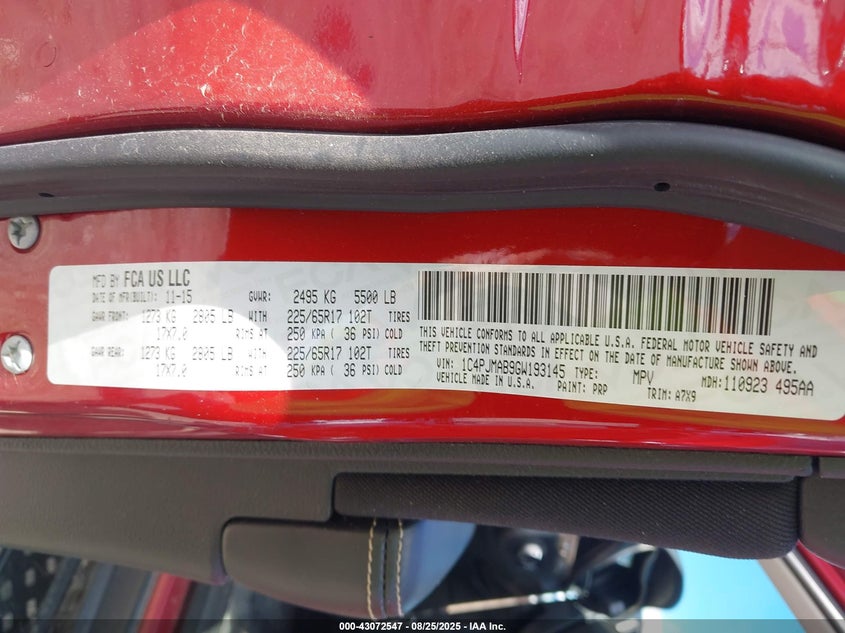 MFD BY FCA US LLC
DATE OF MFR(BUILT): 11-15 GVWR: 2495 KG 5500 LB
GAWR FRONT: 1273 KG 2805 LB WITH 225/65R17 102T TIRES
17X7.0 RIMS AT 250 KPA ( 36 PSI) COLD
GAWR REAR: 1273 KG 2805 LB WITH 225/65R17 102T TIRES
17X7.0 RIMS AT 250 KPA ( 36 PSI) COLD
THIS VEHICLE CONFORMS TO ALL APPLICABLE U.S.A. FEDERAL MOTOR VEHICLE SAFETY AND
THEFT PREVENTION STANDARDS IN EFFECT ON THE DATE OF MANUFACTURE SHOWN ABOVE.
VIN: 1C4PJMAB9GW193145 TYPE: MPV MDH: 110923 495AA
VEHICLE MADE IN U.S.A. PAINT: PRP TRIM: A7X9
000-43072547 - 08/25/2025 - IAA Inc.